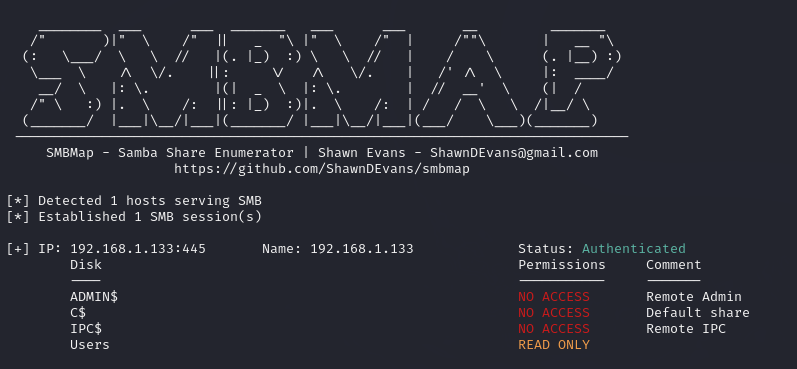 SMBMAP
SMBMap - Samba Share Enumerator | Shawn Evans - ShawnDEvans@gmail.com
https://github.com/ShawnDEvans/smbmap
[*] Detected 1 hosts serving SMB
[*] Established 1 SMB session(s)
[+] IP: 192.168.1.133:445 Name: 192.168.1.133 Status: Authenticated
Disk Permissions Comment
---- ----------- -------
ADMIN$ NO ACCESS Remote Admin
C$ NO ACCESS Default share
IPC$ NO ACCESS Remote IPC
Users READ ONLY